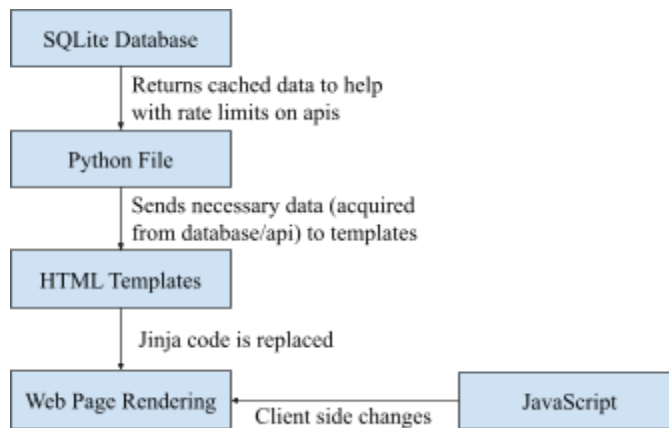 SQLite Database
Returns cached data to help
with rate limits on apis
Python File
Sends necessary data (acquired
from database/api) to templates
HTML Templates
Jinja code is replaced
Web Page Rendering
Client side changes
JavaScript